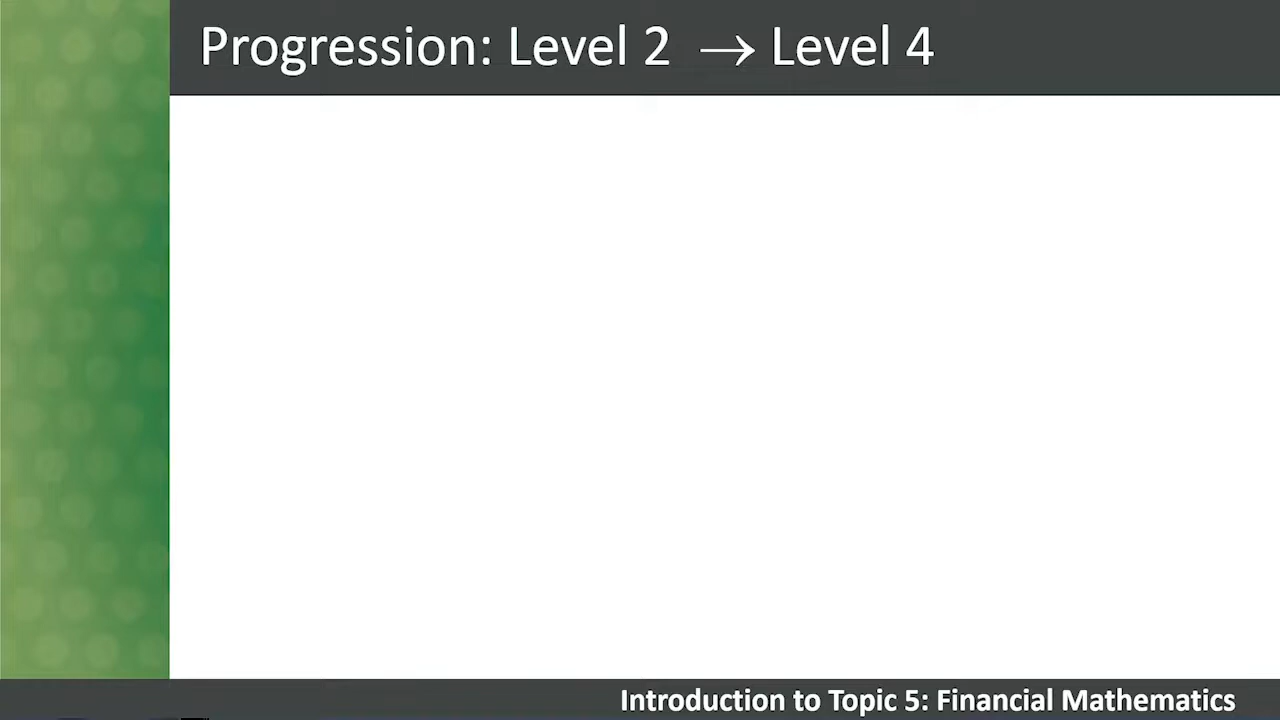 Progression: Level 2 → Level 4
Introduction to Topic 5: Financial Mathematics